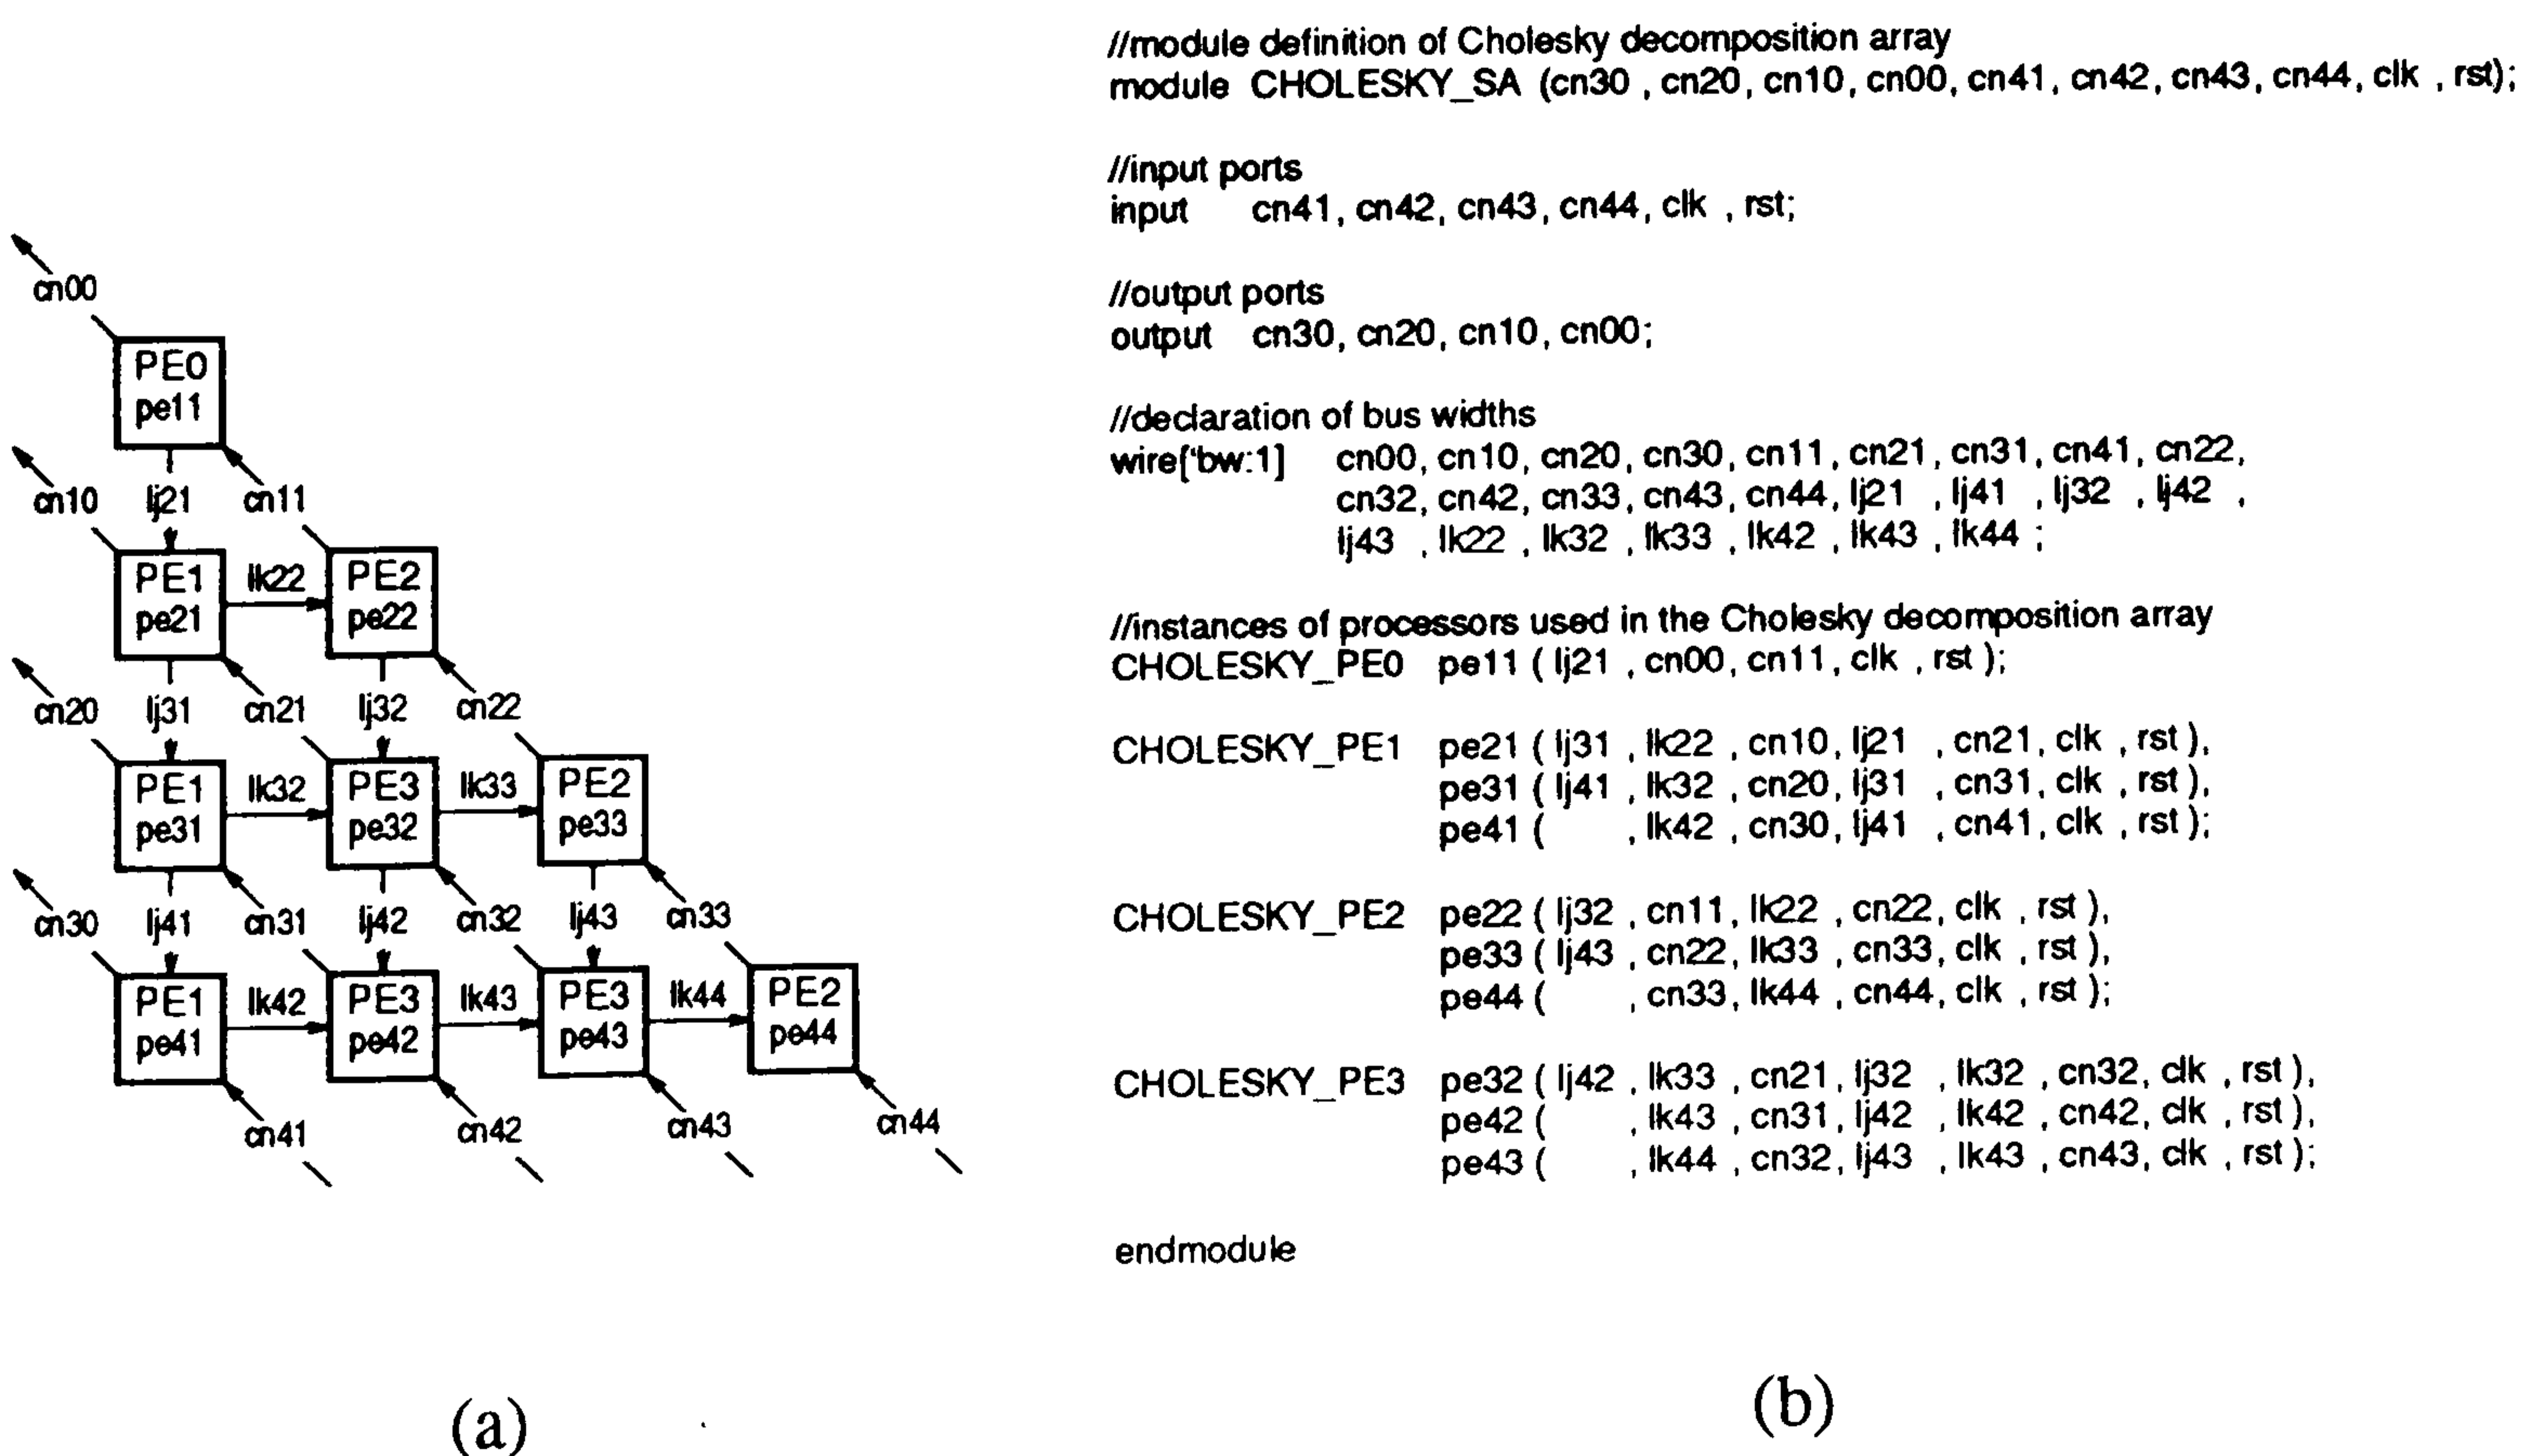 cn00
PE0
pe11
cn10 lj21 cn11
PE1 lk22 PE2
pe21 pe22
cn20 lj31 cn21 lj32 cn22
PE1 lk32 PE3 lk33 PE2
pe31 pe32 pe33
cn30 lj41 cn31 lj42 cn32 lj43 cn33
PE1 lk42 PE3 lk43 PE3 lk44 PE2
pe41 pe42 pe43 pe44
cn41 cn42 cn43 cn44
(a)
//module definition of Cholesky decomposition array
module CHOLESKY_SA (cn30 , cn20, cn10, cn00, cn41, cn42, cn43, cn44, clk , rst);
//input ports
input cn41, cn42, cn43, cn44, clk , rst;
//output ports
output cn30, cn20, cn10, cn00;
//declaration of bus widths
wire['bw:1] cn00, cn10, cn20, cn30, cn11, cn21, cn31, cn41, cn22,
cn32, cn42, cn33, cn43, cn44, lj21 , lj41 , lj32 , lj42 ,
lj43 , lk22 , lk32 , lk33 , lk42 , lk43 , lk44 ;
//instances of processors used in the Cholesky decomposition array
CHOLESKY_PE0 pe11 ( lj21 , cn00, cn11, clk , rst );
CHOLESKY_PE1 pe21 ( lj31 , lk22 , cn10, lj21 , cn21, clk , rst ),
pe31 ( lj41 , lk32 , cn20, lj31 , cn31, clk , rst ),
pe41 ( , lk42 , cn30, lj41 , cn41, clk , rst );
CHOLESKY_PE2 pe22 ( lj32 , cn11, lk22 , cn22, clk , rst ),
pe33 ( lj43 , cn22, lk33 , cn33, clk , rst ),
pe44 ( , cn33, lk44 , cn44, clk , rst );
CHOLESKY_PE3 pe32 ( lj42 , lk33 , cn21, lj32 , lk32 , cn32, clk , rst ),
pe42 ( , lk43 , cn31, lj42 , lk42 , cn42, clk , rst ),
pe43 ( , lk44 , cn32, lj43 , lk43 , cn43, clk , rst );
endmodule
(b)